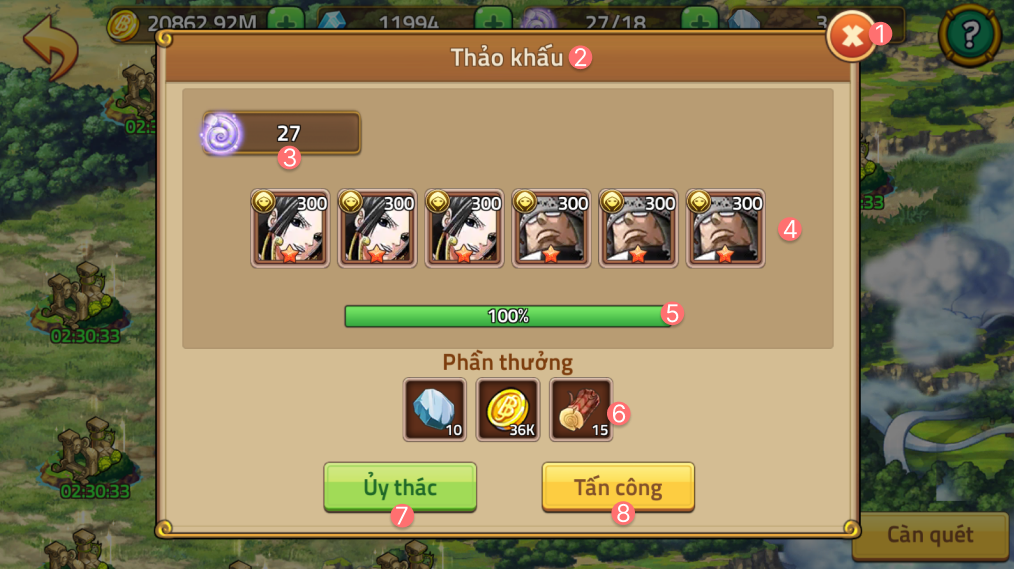 20862.92M
11994
27/18
3
?
1
Thảo khấu 2
27
3
300 300 300 300 300 300
4
100%
5
Phần thưởng
10 36K 15
6
Ủy thác
7
Tấn công
8
02:3
:33
02:30:33
02:30:33
Càn quét